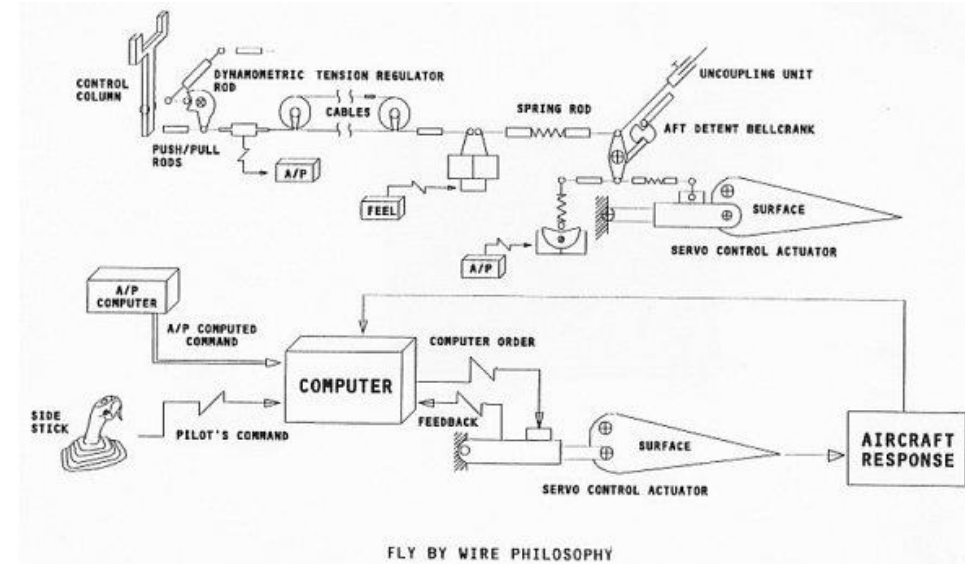 CONTROL
COLUMN
DYNAMOMETRIC
ROD
TENSION REGULATOR
CABLES
PUSH/PULL
RODS
A/P
FEEL
SPRING ROD
UNCOUPLING UNIT
AFT DETENT BELLCRANK
A/P
SURFACE
SERVO CONTROL ACTUATOR
A/P
COMPUTER
A/P COMPUTED
COMMAND
COMPUTER
COMPUTER ORDER
FEEDBACK
SIDE
STICK
PILOT'S COMMAND
SURFACE
SERVO CONTROL ACTUATOR
AIRCRAFT
RESPONSE
FLY BY WIRE PHILOSOPHY